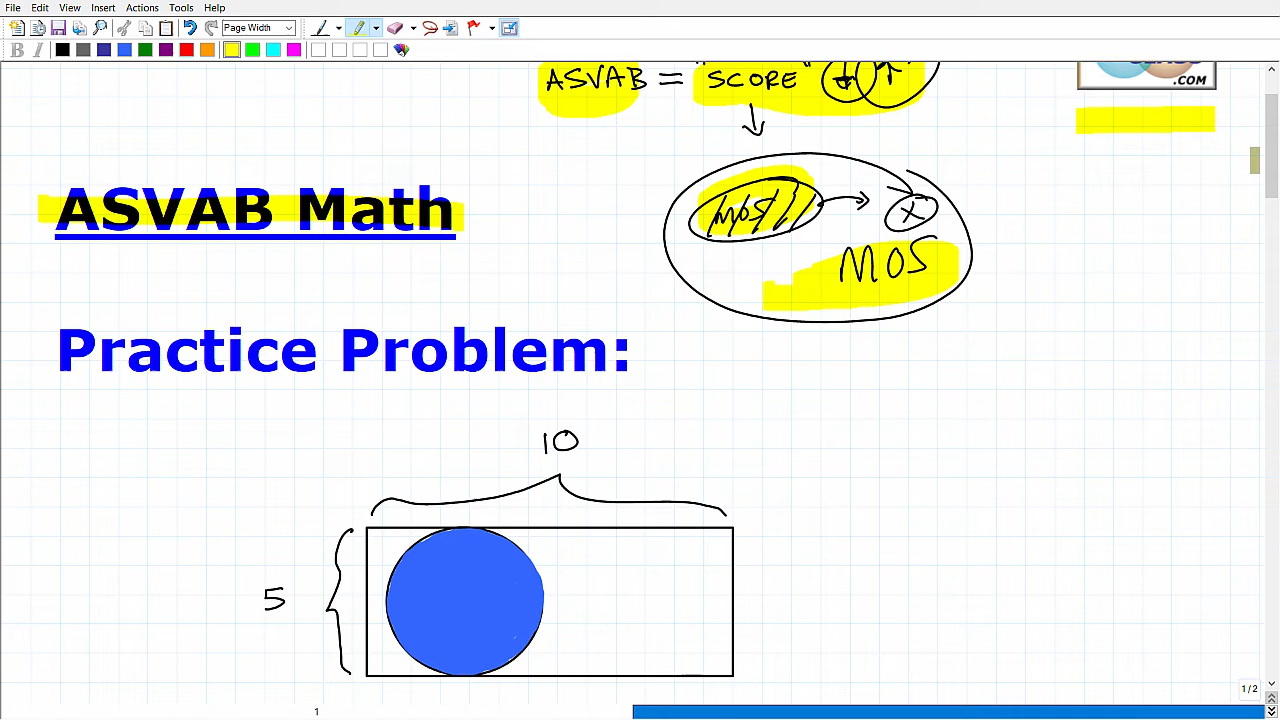 File Edit View Insert Actions Tools Help
Page Width
B I
ASVAB = "SCORE"
.COM
ASVAB Math
MOS
X
MOS
Practice Problem:
10
5
1/2
1